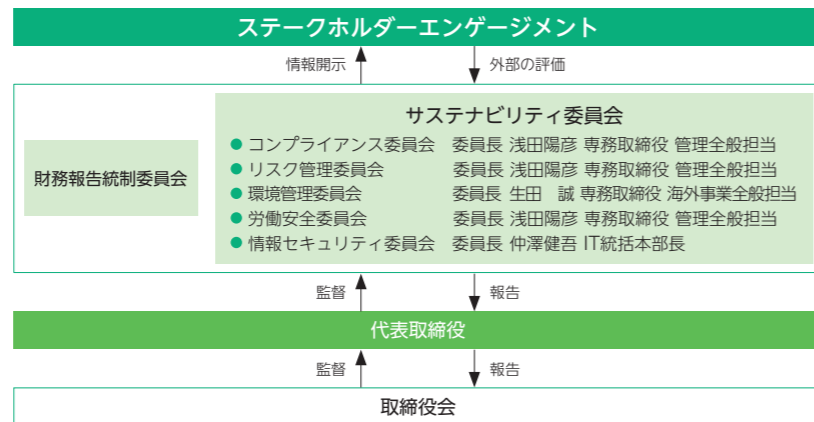 ステークホルダーエンゲージメント
情報開示
外部の評価
サステナビリティ委員会
財務報告統制委員会
● コンプライアンス委員会 委員長 浅田陽彦 専務取締役 管理全般担当
● リスク管理委員会 委員長 浅田陽彦 専務取締役 管理全般担当
● 環境管理委員会 委員長 生田 誠 専務取締役 海外事業全般担当
● 労働安全委員会 委員長 浅田陽彦 専務取締役 管理全般担当
● 情報セキュリティ委員会 委員長 仲澤健吾 IT統括本部長
監督
報告
代表取締役
監督
報告
取締役会